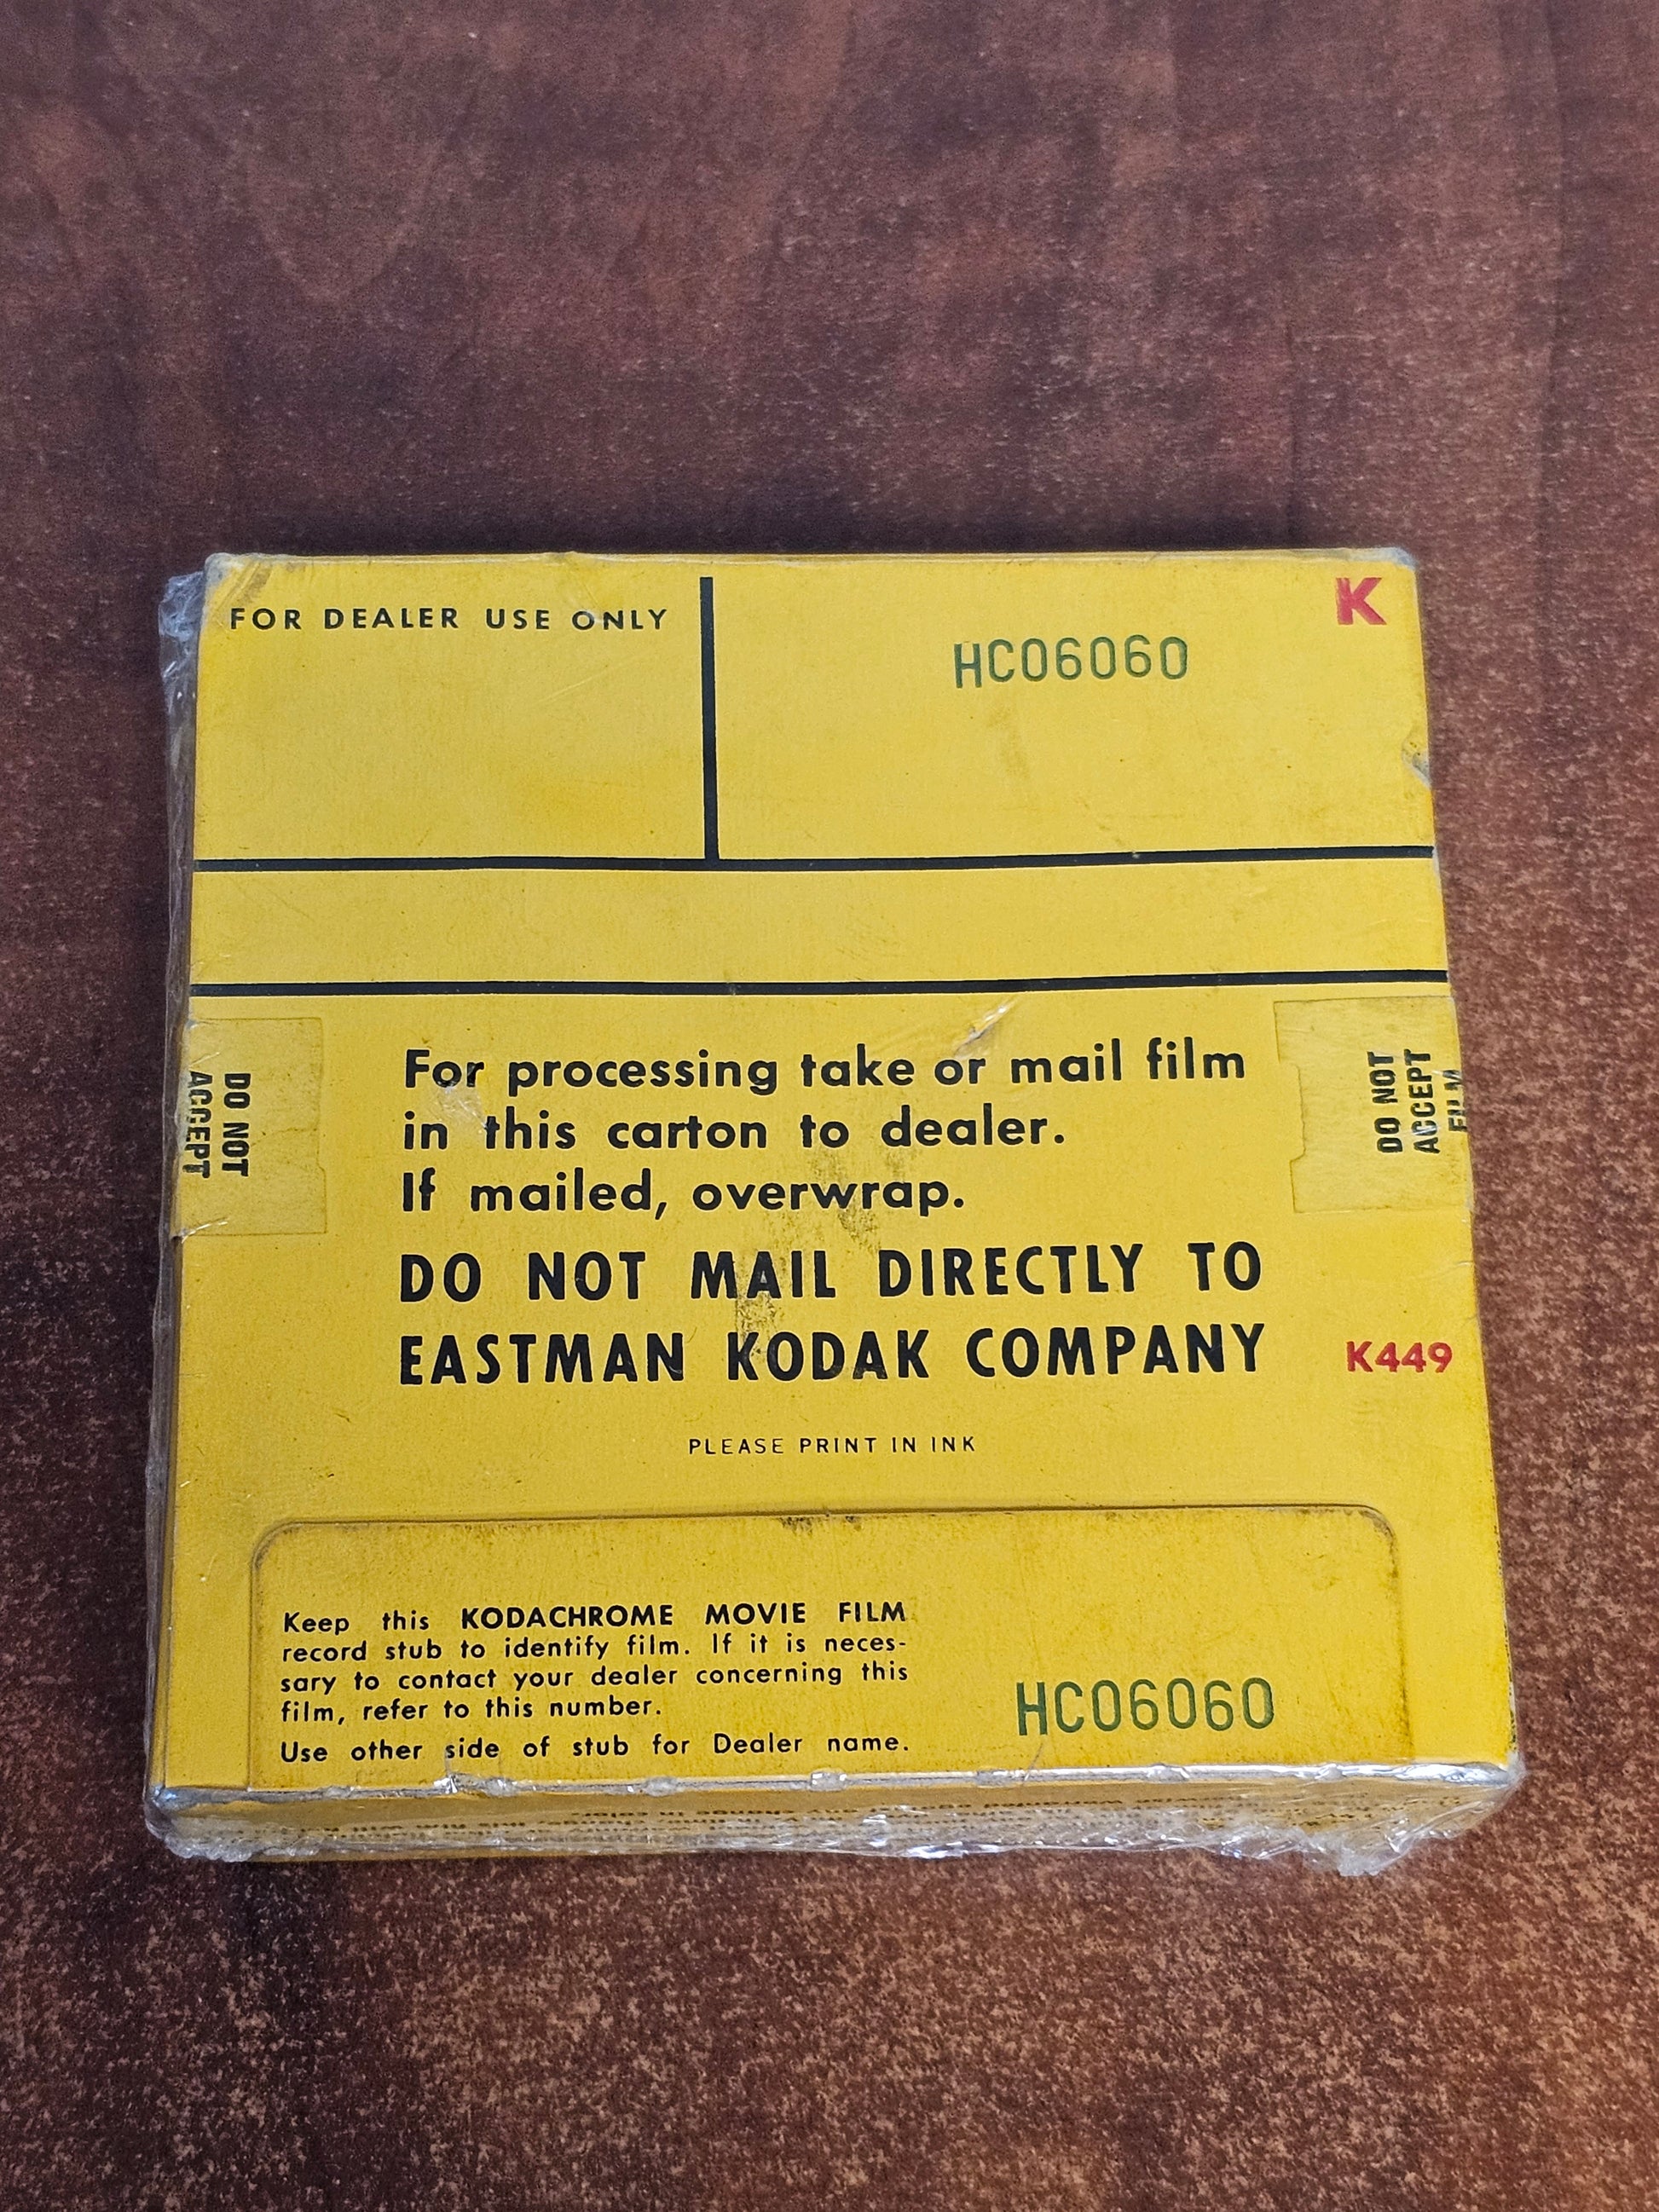 FOR DEALER USE ONLY
K
HC06060
DO NOT
ACCEPT
DO NOT
ACCEPT
FILM
For processing take or mail film
in this carton to dealer.
If mailed, overwrap.
DO NOT MAIL DIRECTLY TO
EASTMAN KODAK COMPANY
K449
PLEASE PRINT IN INK
Keep this KODACHROME MOVIE FILM
record stub to identify film. If it is neces-
sary to contact your dealer concerning this
film, refer to this number.
Use other side of stub for Dealer name.
HC06060